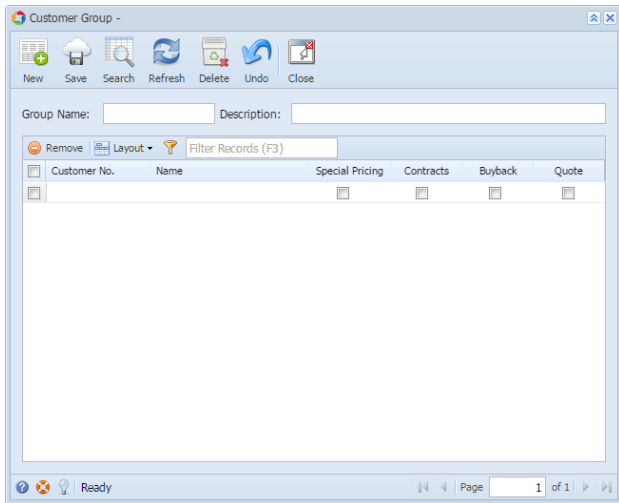 Customer Group -
New Save Search Refresh Delete Undo Close
Group Name: Description:
Remove Layout Filter Records (F3)
Customer No. Name Special Pricing Contracts Buyback Quote
Ready Page 1 of 1